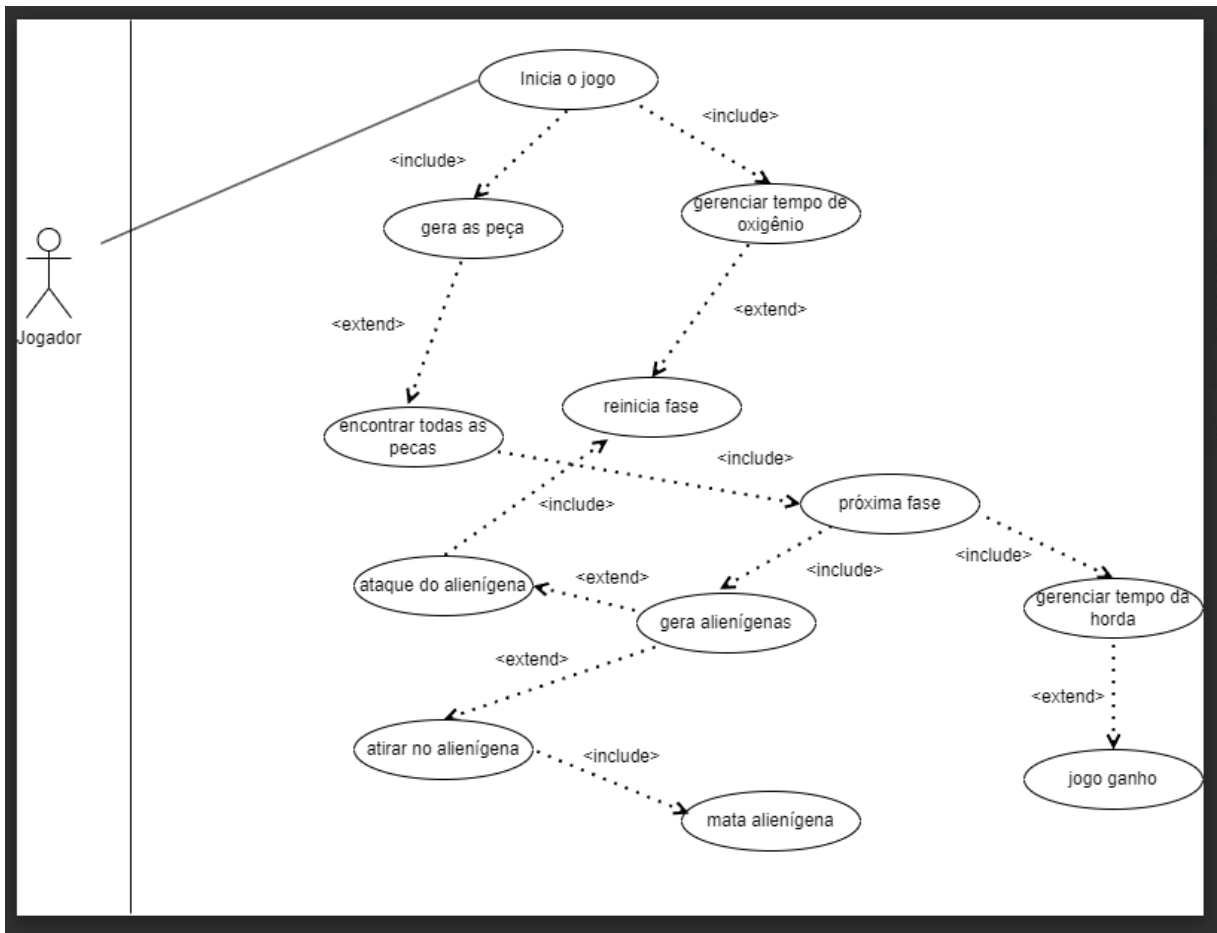 Inicia o jogo
<include>
<include>
gera as peça
gerenciar tempo de
oxigênio
Jogador
<extend>
<extend>
encontrar todas as
pecas
reinicia fase
<include>
próxima fase
<include>
<include>
<include>
ataque do alienígena
<extend>
gera alienígenas
gerenciar tempo da
horda
<extend>
<extend>
atirar no alienígena
<include>
jogo ganho
mata alienígena